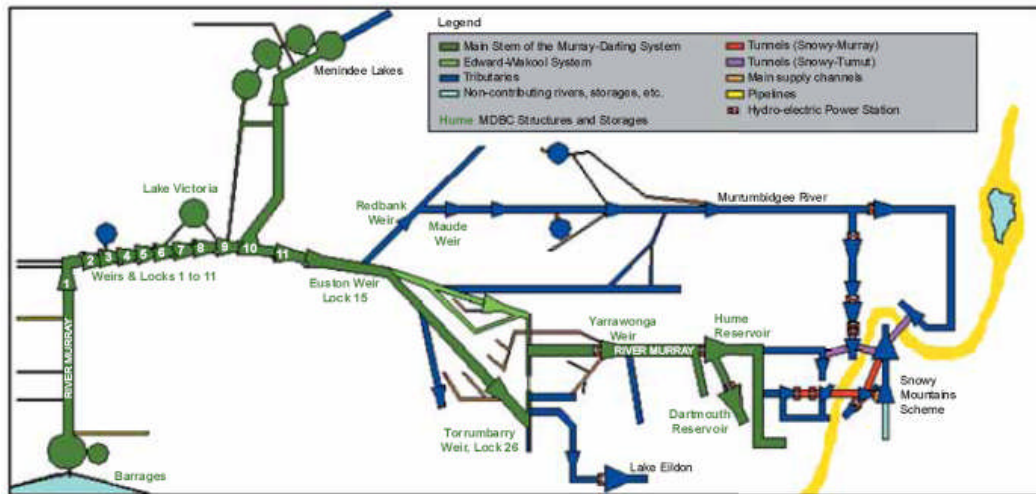 Legend
Main Stem of the Murray-Darling System
Edward-Wakool System
Tributaries
Non-contributing rivers, storages, etc.
Hume MDBC Structures and Storages
Tunnels (Snowy-Murray)
Tunnels (Snowy-Tumut)
Main supply channels
Pipelines
Hydro-electric Power Station
Menindee Lakes
Lake Victoria
Redbank
Weir
Maude
Weir
Murrumbidgee River
1
2
3
4
5
6
7
8
9
10
11
Weirs & Locks 1 to 11
Euston Weir
Lock 15
Yarrawonga
Weir
Hume
Reservoir
RIVER MURRAY
RIVER MURRAY
Snowy
Mountains
Scheme
Dartmouth
Reservoir
Torrumbarry
Weir, Lock 26
Lake Eildon
Barrages